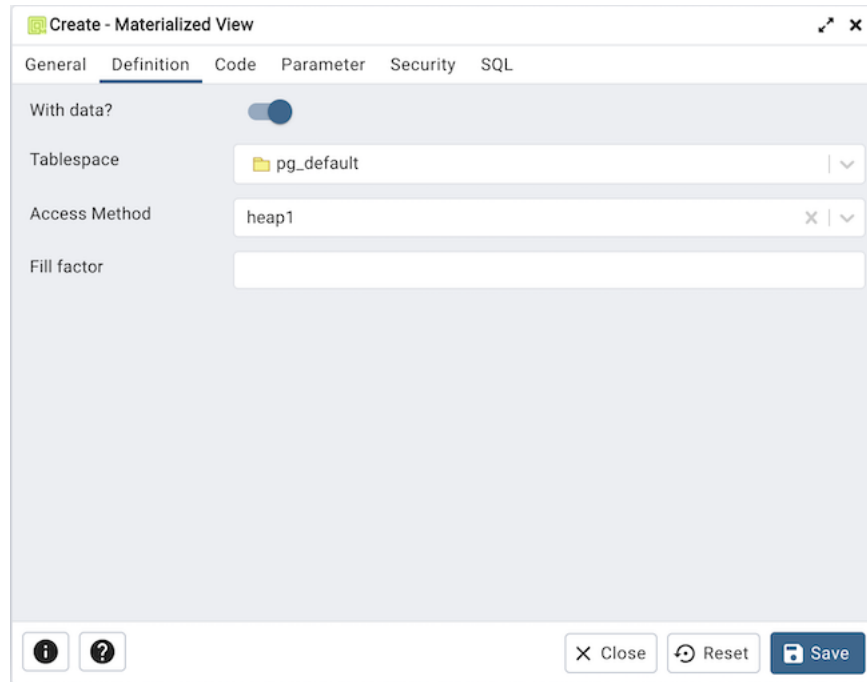 Create - Materialized View
General Definition Code Parameter Security SQL
With data?
Tablespace pg_default
Access Method heap1
Fill factor
Close Reset Save